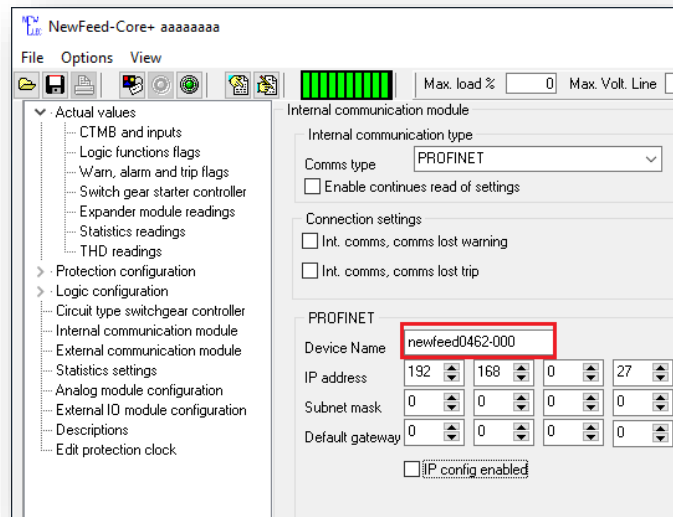 NEW ELEC NewFeed-Core+ aaaaaaaa
File Options View
Max. load % 0 Max. Volt. Line
Actual values
CTMB and inputs
Logic functions flags
Warn, alarm and trip flags
Switch gear starter controller
Expander module readings
Statistics readings
THD readings
Protection configuration
Logic configuration
Circuit type switchgear controller
Internal communication module
External communication module
Statistics settings
Analog module configuration
External IO module configuration
Descriptions
Edit protection clock
Internal communication module
Internal communication type
Comms type PROFINET
Enable continues read of settings
Connection settings
Int. comms, comms lost warning
Int. comms, comms lost trip
PROFINET
Device Name newfeed0462-000
IP address 192 168 0 27
Subnet mask 0 0 0 0
Default gateway 0 0 0 0
IP config enabled